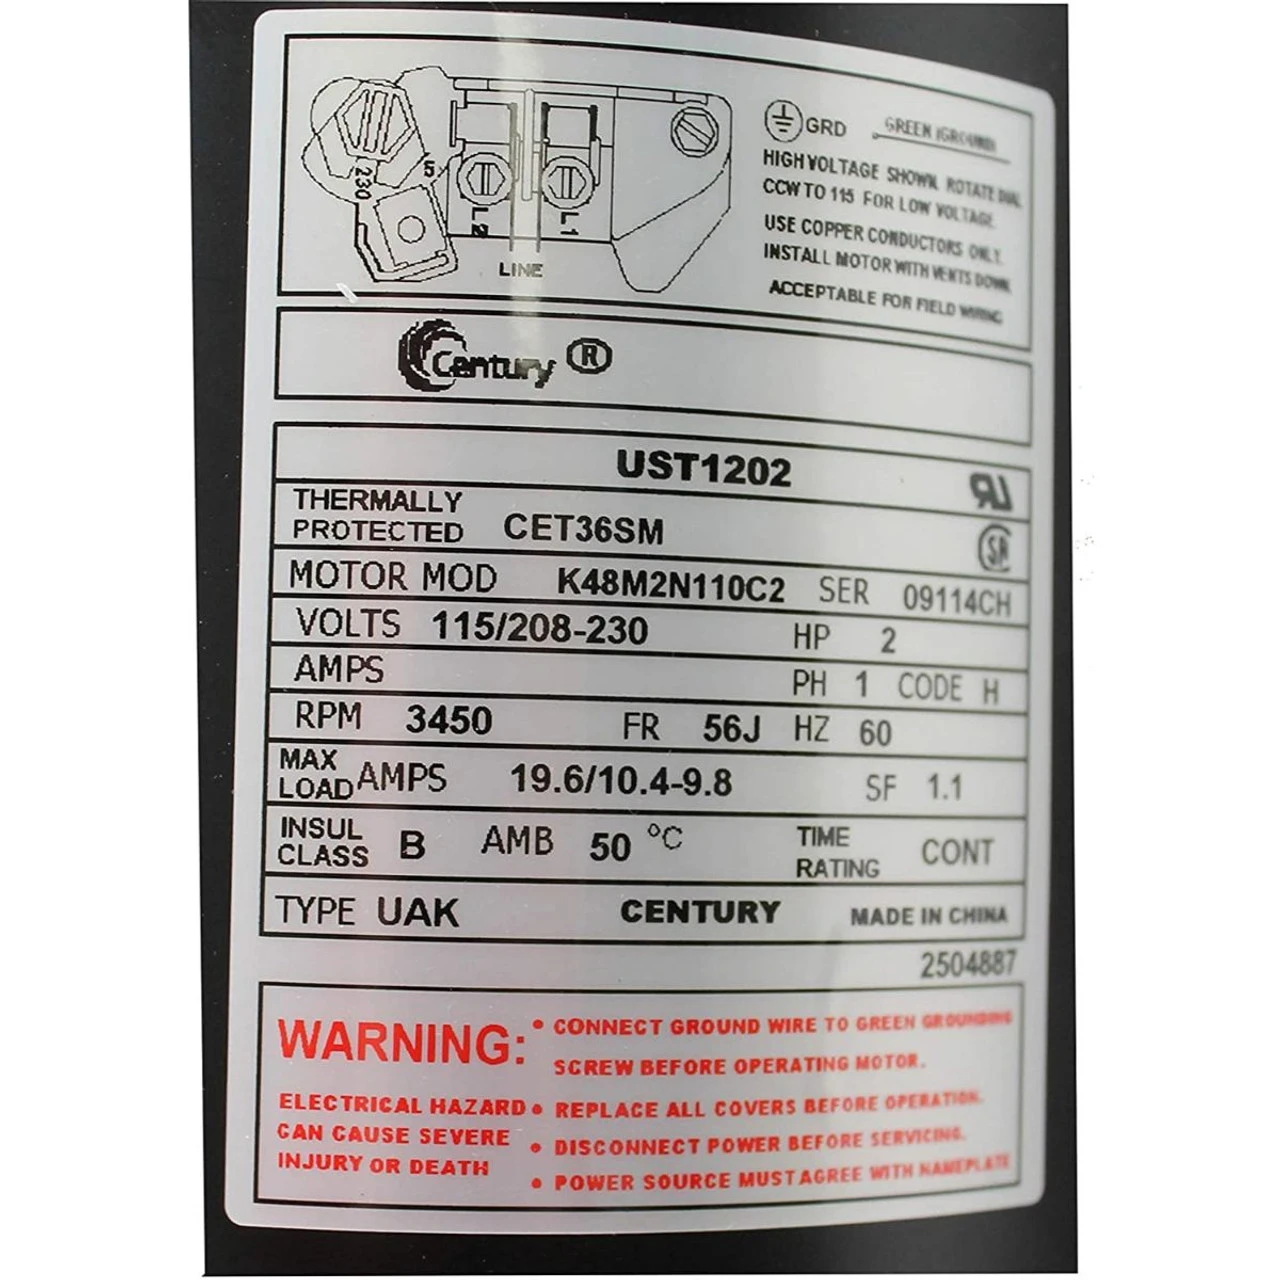 230
5
L2
L1
LINE
GRD GREEN (GROUND)
HIGH VOLTAGE SHOWN. ROTATE DIAL
CCW TO 115 FOR LOW VOLTAGE.
USE COPPER CONDUCTORS ONLY.
INSTALL MOTOR WITH VENTS DOWN.
ACCEPTABLE FOR FIELD WIRING
Century ®
UST1202
THERMALLY
PROTECTED CET36SM
MOTOR MOD K48M2N110C2 SER 09114CH
VOLTS 115/208-230 HP 2
AMPS PH 1 CODE H
RPM 3450 FR 56J HZ 60
MAX
LOAD AMPS 19.6/10.4-9.8 SF 1.1
INSUL
CLASS B AMB 50 °C TIME
RATING CONT
TYPE UAK CENTURY MADE IN CHINA
2504887
WARNING:
ELECTRICAL HAZARD
CAN CAUSE SEVERE
INJURY OR DEATH
• CONNECT GROUND WIRE TO GREEN GROUNDING
SCREW BEFORE OPERATING MOTOR.
• REPLACE ALL COVERS BEFORE OPERATION.
• DISCONNECT POWER BEFORE SERVICING.
• POWER SOURCE MUST AGREE WITH NAMEPLATE